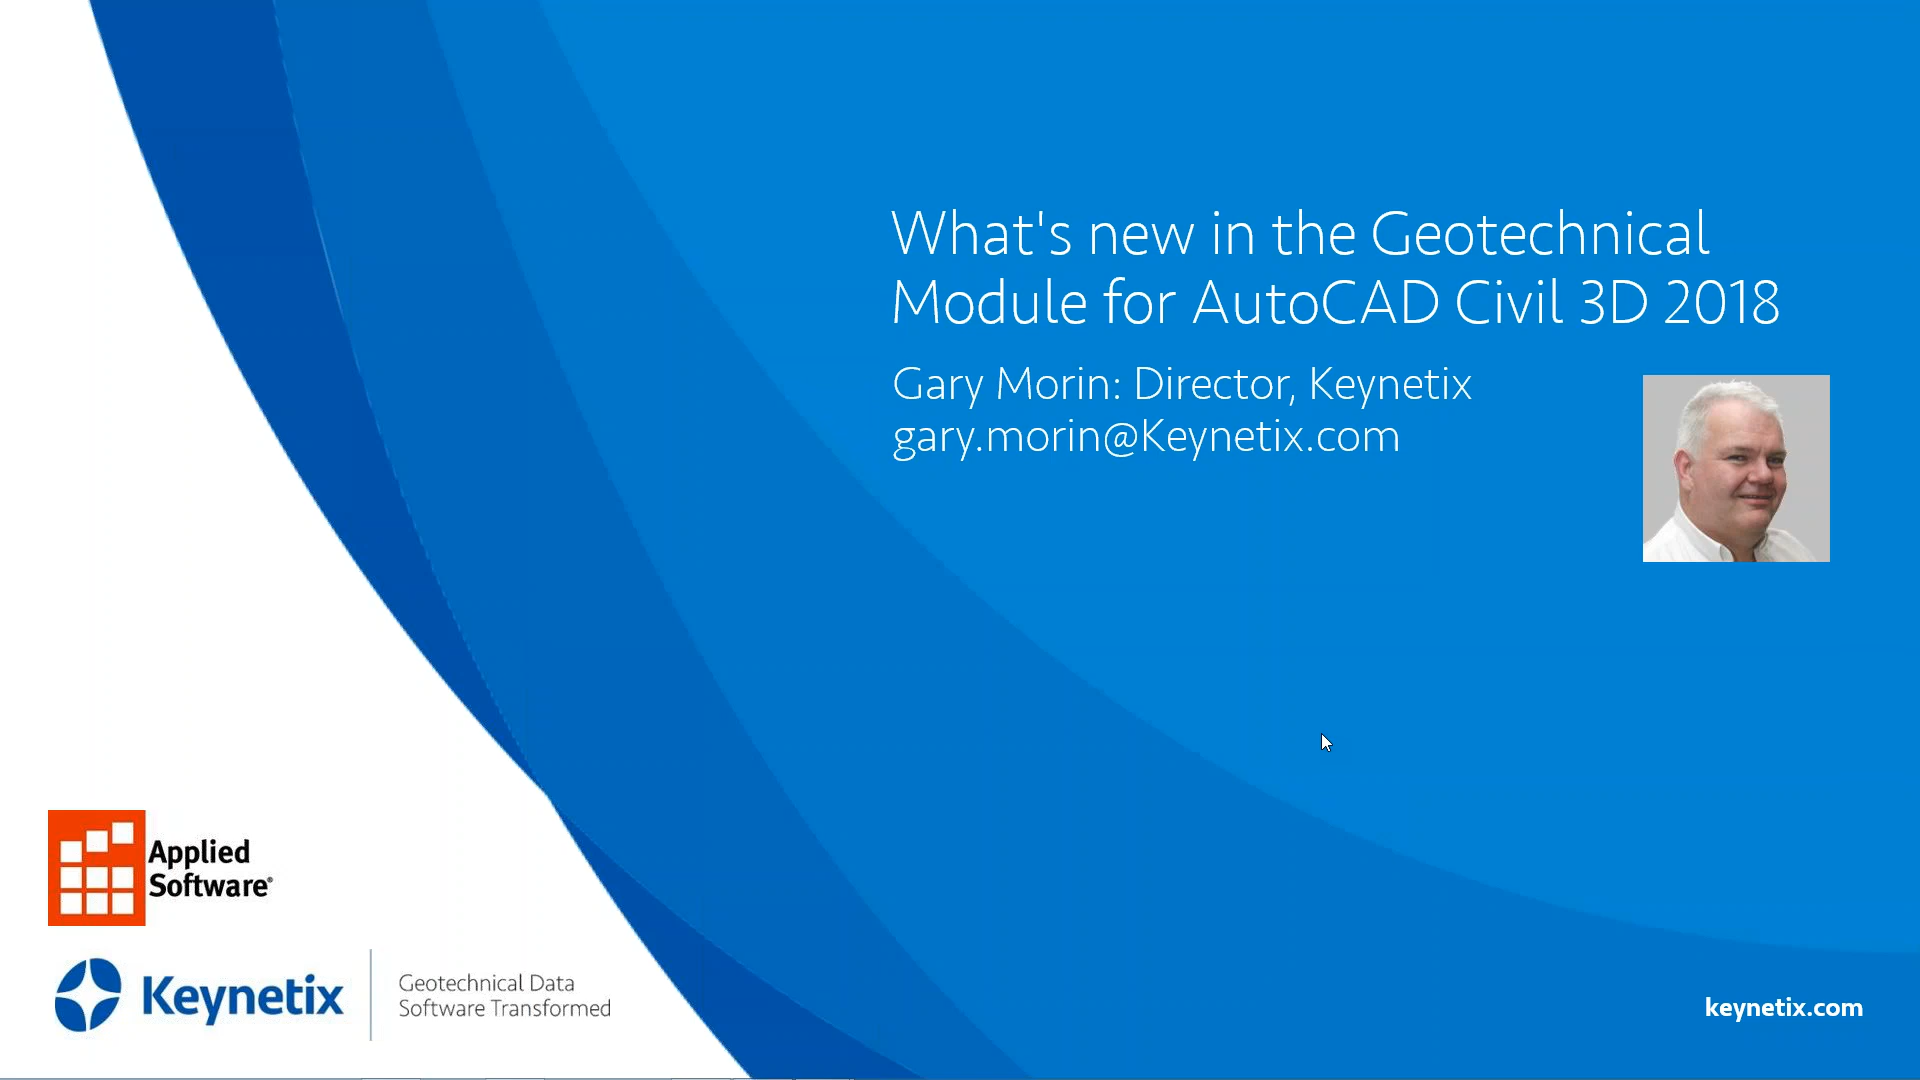 What's new in the Geotechnical
Module for AutoCAD Civil 3D 2018
Gary Morin: Director, Keynetix
gary.morin@Keynetix.com
Applied
Software®
Keynetix
Geotechnical Data
Software Transformed
keynetix.com